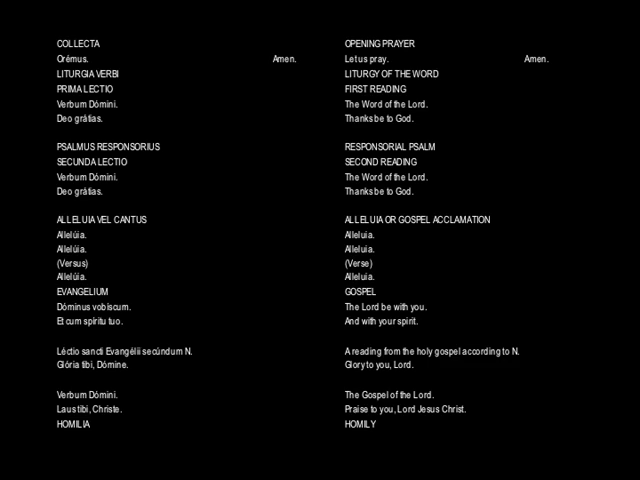 COLLECTA
Orémus. Amen.
LITURGIA VERBI
PRIMA LECTIO
Verbum Dómini.
Deo grátias.
PSALMUS RESPONSORIUS
SECUNDA LECTIO
Verbum Dómini.
Deo grátias.
ALLELUIA VEL CANTUS
Allelúia.
Allelúia.
(Versus)
Allelúia.
EVANGELIUM
Dóminus vobíscum.
Et cum spíritu tuo.
Léctio sancti Evangélii secúndum N.
Glória tibi, Dómine.
Verbum Dómini.
Laus tibi, Christe.
HOMILIA
OPENING PRAYER
Let us pray. Amen.
LITURGY OF THE WORD
FIRST READING
The Word of the Lord.
Thanks be to God.
RESPONSORIAL PSALM
SECOND READING
The Word of the Lord.
Thanks be to God.
ALLELUIA OR GOSPEL ACCLAMATION
Alleluia.
Alleluia.
(Verse)
Alleluia.
GOSPEL
The Lord be with you.
And with your spirit.
A reading from the holy gospel according to N.
Glory to you, Lord.
The Gospel of the Lord.
Praise to you, Lord Jesus Christ.
HOMILY